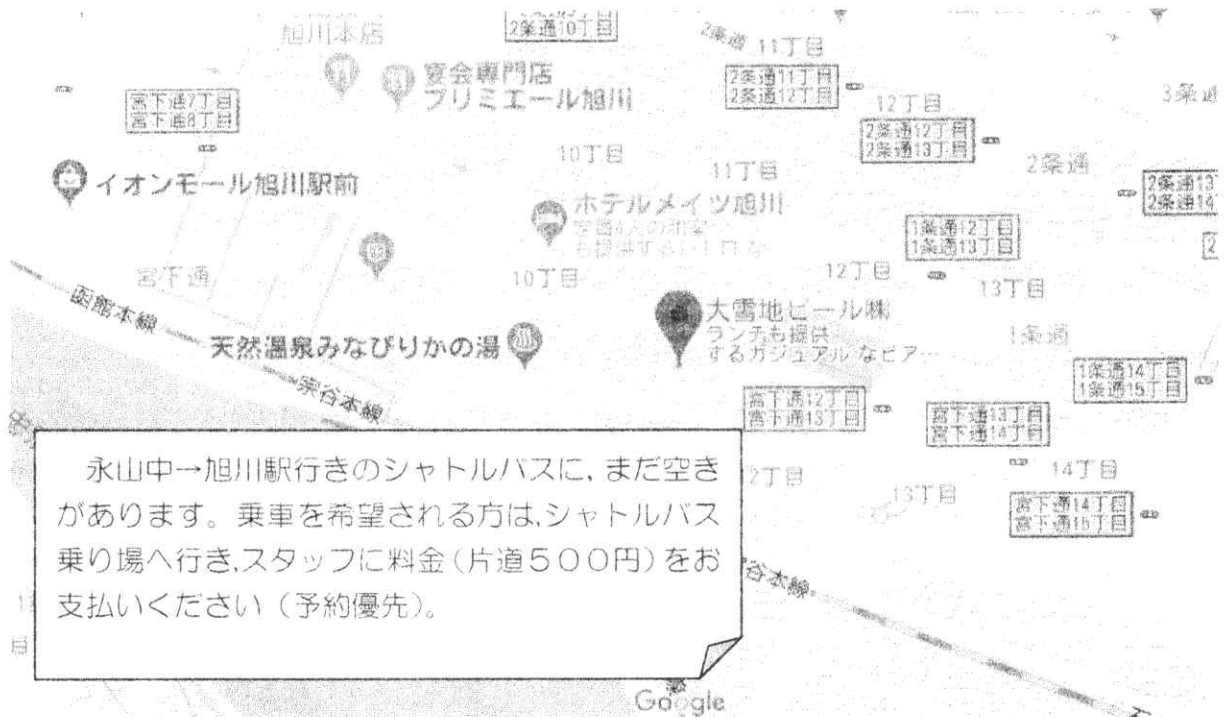 旭川本店
2条通10丁目
2条通
11丁目
宴会専門店
プリミエール旭川
2条通11丁目
2条通12丁目
宮下通7丁目
宮下通8丁目
12丁目
3条通
2条通12丁目
2条通13丁目
10丁目
11丁目
2条通
イオンモール旭川駅前
2条通13
2条通14
ホテルメイツ旭川
1条通12丁目
1条通13丁目
2
宮下通
10丁目
12丁目
13丁目
函館本線
大雪地ビール㈱
ランチも提供
するカジュアル なビア…
1条通
天然温泉みなぴりかの湯
宗谷本線
1条通14丁目
1条通15丁目
宮下通12丁目
宮下通13丁目
宮下通13丁目
宮下通14丁目
永山中→旭川駅行きのシャトルバスに,まだ空き
があります。乗車を希望される方は,シャトルバス
乗り場へ行き,スタッフに料金(片道500円)をお
支払いください(予約優先)。
2丁目
13丁目
14丁目
宮下通14丁目
宮下通15丁目
谷本線
目
Google